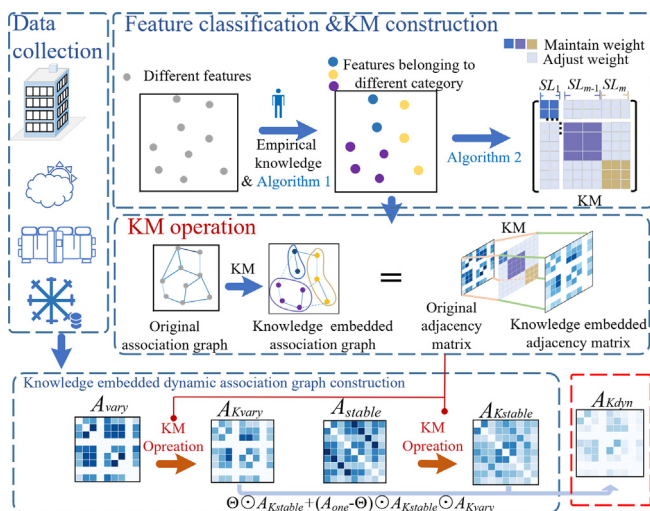 Data
collection
Feature classification &KM construction
Different features
Features belonging to
different category
Maintain weight
Adjust weight
SL1 SLm-1 SLm
Empirical
knowledge
& Algorithm 1
Algorithm 2
KM
KM operation
KM
KM
=
Original
association graph
Knowledge embedded
association graph
Original
adjacency
matrix
Knowledge embedded
adjacency matrix
Knowledge embedded dynamic association graph construction
Avary
AKvary
Astable
AKstable
AKdyn
KM
Opreation
KM
Opreation
Θ⊙AKstable+(Aone-Θ)⊙AKstable⊙AKvary